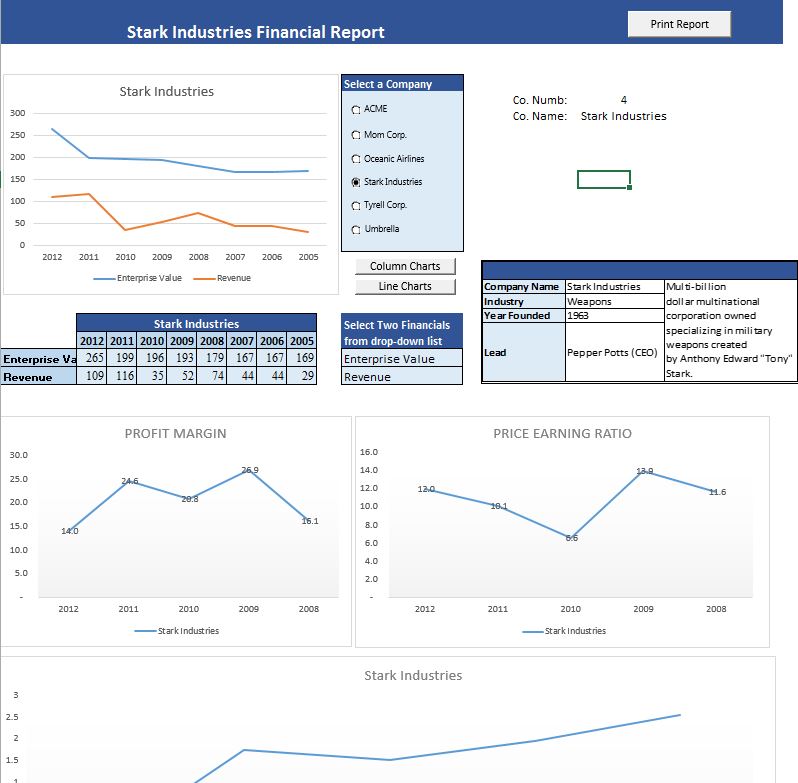 Stark Industries Financial Report
Print Report
Stark Industries
300
250
200
150
100
50
0
2012 2011 2010 2009 2008 2007 2006 2005
Enterprise Value Revenue
Select a Company
ACME
Mom Corp.
Oceanic Airlines
Stark Industries
Tyrell Corp.
Umbrella
Column Charts
Line Charts
Co. Numb: 4
Co. Name: Stark Industries
Stark Industries
2012 2011 2010 2009 2008 2007 2006 2005
Enterprise Va 265 199 196 193 179 167 167 169
Revenue 109 116 35 52 74 44 44 29
Select Two Financials
from drop-down list
Enterprise Value
Revenue
Company Name Stark Industries
Industry Weapons
Year Founded 1963
Lead Pepper Potts (CEO)
Multi-billion
dollar multinational
corporation owned
specializing in military
weapons created
by Anthony Edward "Tony"
Stark.
PROFIT MARGIN
30.0
25.0
20.0
15.0
10.0
5.0
-
14.0 24.6 20.8 26.9 16.1
2012 2011 2010 2009 2008
Stark Industries
PRICE EARNING RATIO
16.0
14.0
12.0
10.0
8.0
6.0
4.0
2.0
-
12.0 10.1 6.6 13.9 11.6
2012 2011 2010 2009 2008
Stark Industries
Stark Industries
3
2.5
2
1.5
1